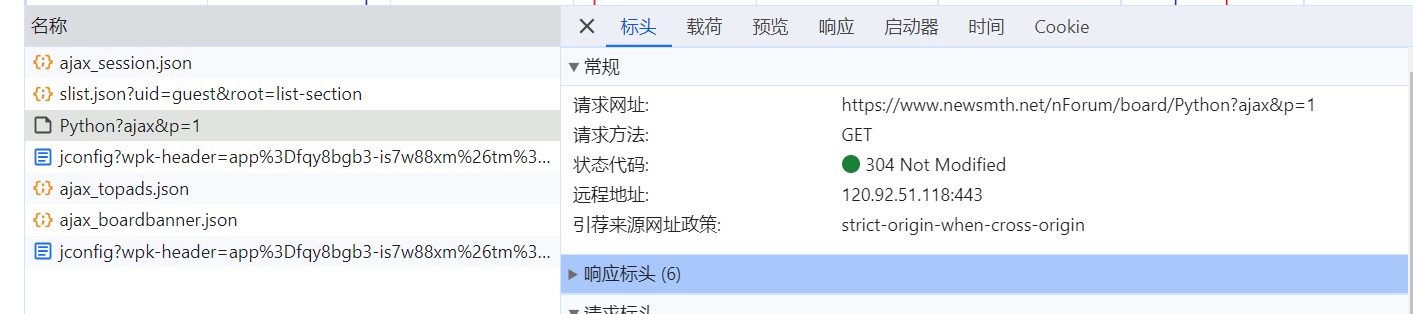 名称
ajax_session.json
slist.json?uid=guest&root=list-section
Python?ajax&p=1
jconfig?wpk-header=app%3Dfqy8bgb3-is7w88xm%26tm%3...
ajax_topads.json
ajax_boardbanner.json
jconfig?wpk-header=app%3Dfqy8bgb3-is7w88xm%26tm%3...
标头 载荷 预览 响应 启动器 时间 Cookie
常规
请求网址: https://www.newsmth.net/nForum/board/Python?ajax&p=1
请求方法: GET
状态代码: 304 Not Modified
远程地址: 120.92.51.118:443
引荐来源网址政策: strict-origin-when-cross-origin
响应标头 (6)
请求标头